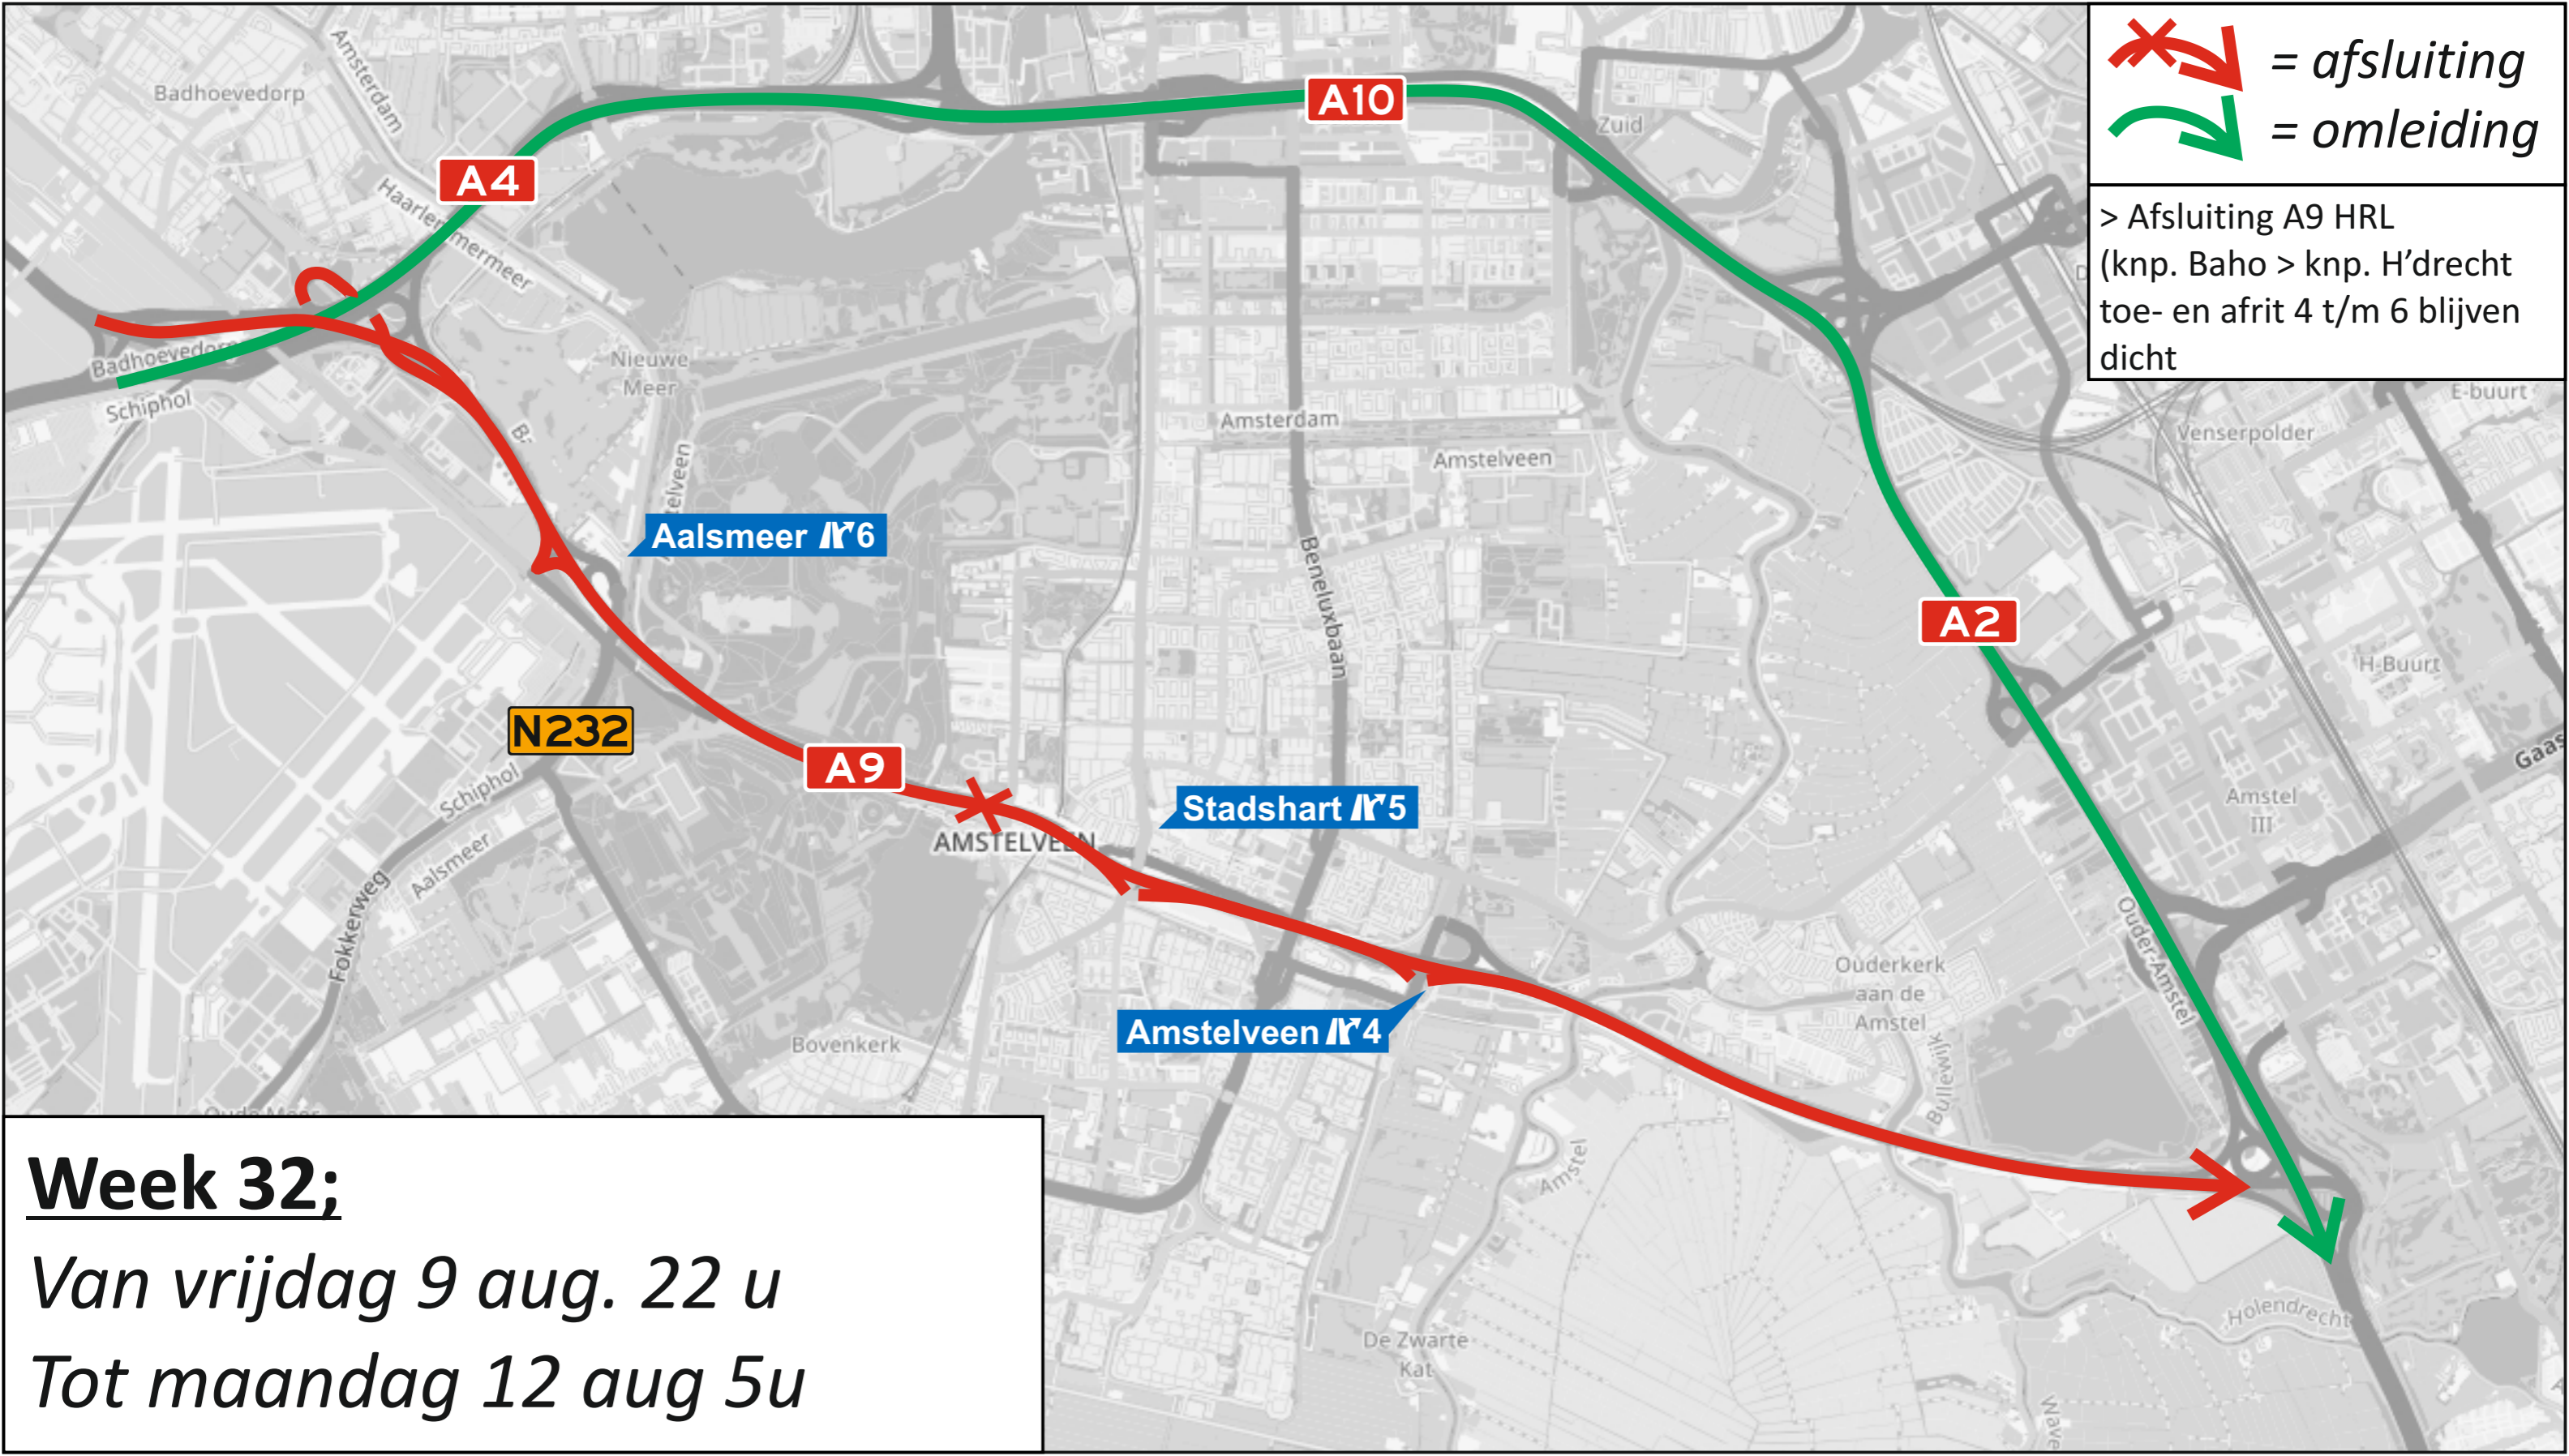 = afsluiting
= omleiding
> Afsluiting A9 HRL
(knp. Baho > knp. H'drecht
toe- en afrit 4 t/m 6 blijven
dicht
A10
A4
A2
A9
N232
Aalsmeer 6
Stadshart 5
Amstelveen 4
Badhoevedorp
Amsterdam
Haarlemmermeer
Zuid
Badhoevedorp
Schiphol
Nieuwe
Meer
Amsterdam
Amstelveen
Beneluxbaan
Venserpolder
E-buurt
H-Buurt
Amstel
III
Schiphol
Aalsmeer
Fokkerweg
AMSTELVEEN
Bovenkerk
Ouderkerk
aan de
Amstel
Ouder-Amstel
Bullewijk
Amstel
De Zwarte
Kat
Holendrecht
Week 32;
Van vrijdag 9 aug. 22 u
Tot maandag 12 aug 5u